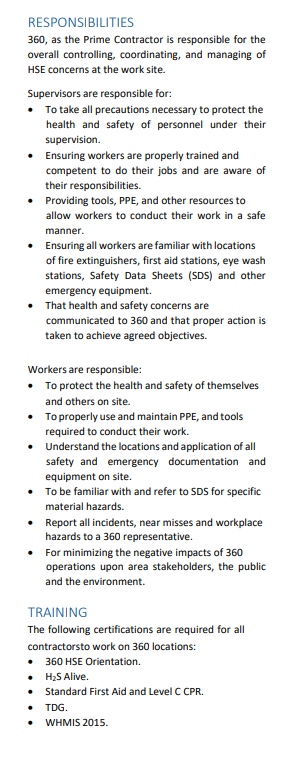 RESPONSIBILITIES
360, as the Prime Contractor is responsible for the
overall controlling, coordinating, and managing of
HSE concerns at the work site.
Supervisors are responsible for:
• To take all precautions necessary to protect the
health and safety of personnel under their
supervision.
• Ensuring workers are properly trained and
competent to do their jobs and are aware of
their responsibilities.
• Providing tools, PPE, and other resources to
allow workers to conduct their work in a safe
manner.
• Ensuring all workers are familiar with locations
of fire extinguishers, first aid stations, eye wash
stations, Safety Data Sheets (SDS) and other
emergency equipment.
• That health and safety concerns are
communicated to 360 and that proper action is
taken to achieve agreed objectives.
Workers are responsible:
• To protect the health and safety of themselves
and others on site.
• To properly use and maintain PPE, and tools
required to conduct their work.
• Understand the locations and application of all
safety and emergency documentation and
equipment on site.
• To be familiar with and refer to SDS for specific
material hazards.
• Report all incidents, near misses and workplace
hazards to a 360 representative.
• For minimizing the negative impacts of 360
operations upon area stakeholders, the public
and the environment.
TRAINING
The following certifications are required for all
contractorsto work on 360 locations:
• 360 HSE Orientation.
• H₂S Alive.
• Standard First Aid and Level C CPR.
• TDG.
• WHMIS 2015.